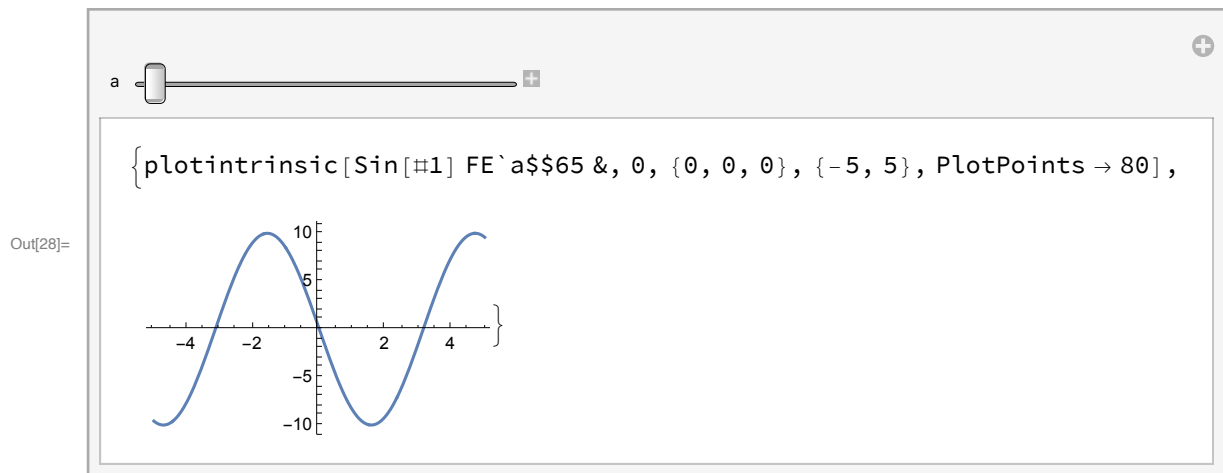 a
{plotintrinsic[Sin[#1] FE`a$$65 &, 0, {0, 0, 0}, {-5, 5}, PlotPoints → 80],
Out[28]=
10
5
-4 -2 2 4
}
-5
-10